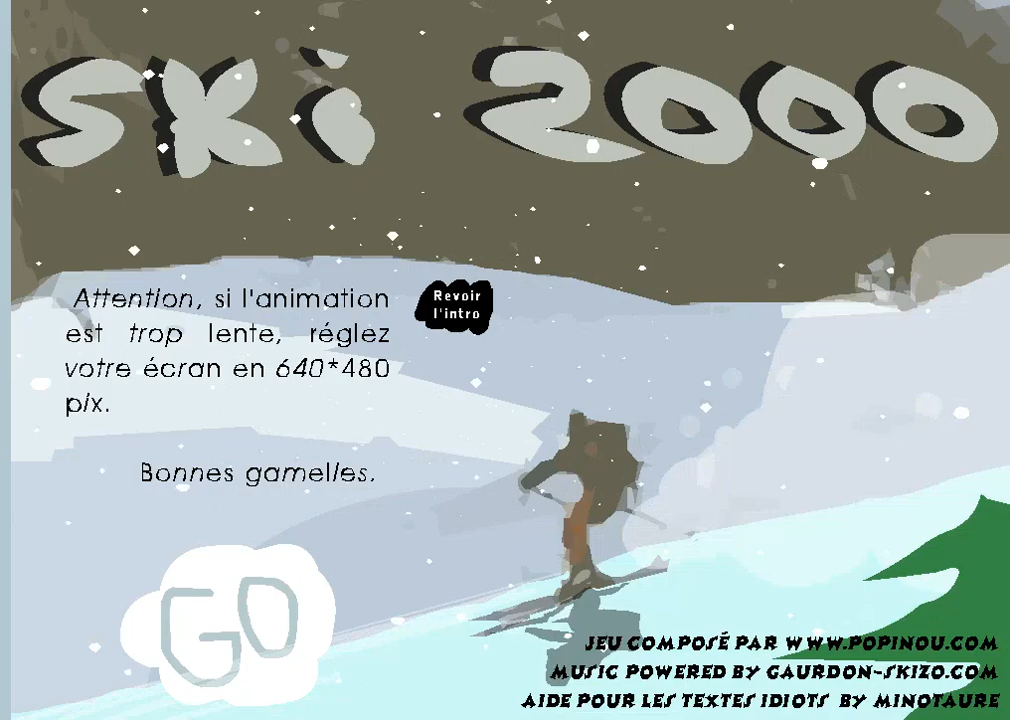 SKi 2000
Attention, si l'animation
est trop lente, réglez
votre écran en 640*480
pix.
Revoir
l'intro
Bonnes gamelles.
GO
JEU COMPOSÉ PAR WWW.POPINOU.COM
MUSIC POWERED BY GAURDON-SKIZO.COM
AIDE POUR LES TEXTES IDIOTS BY MINOTAURE